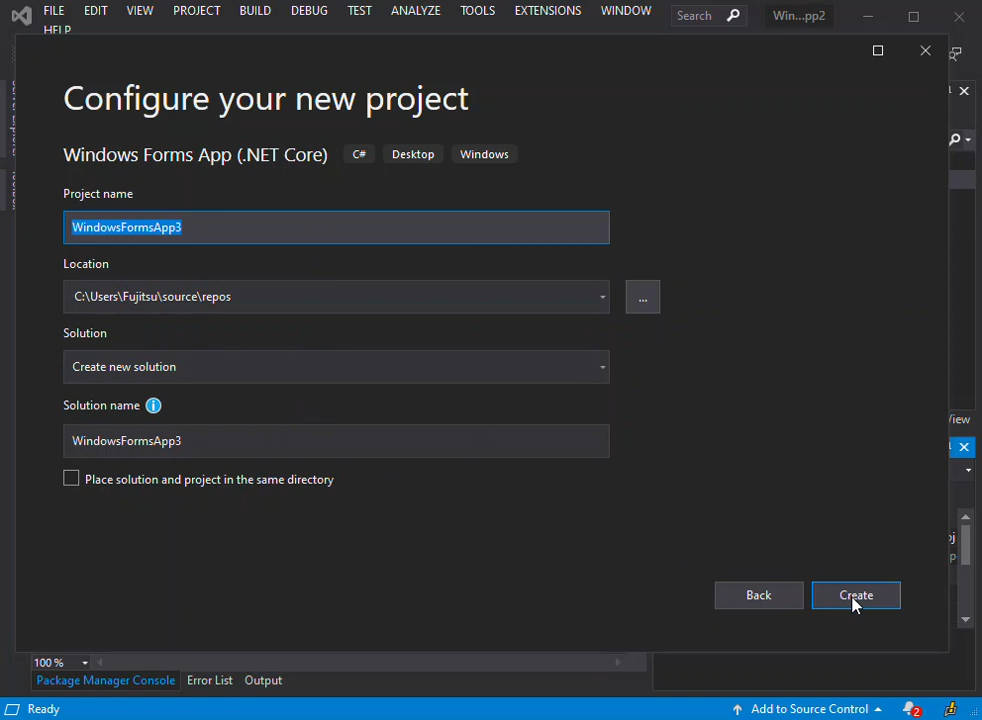 FILE EDIT VIEW PROJECT BUILD DEBUG TEST ANALYZE TOOLS EXTENSIONS WINDOW Search Win...pp2
HELP
Configure your new project
Windows Forms App (.NET Core) C# Desktop Windows
Project name
WindowsFormsApp3
Location
C:\Users\Fujitsu\source\repos
...
Solution
Create new solution
Solution name
WindowsFormsApp3
Place solution and project in the same directory
Back Create
100 %
Package Manager Console Error List Output
Ready Add to Source Control 2